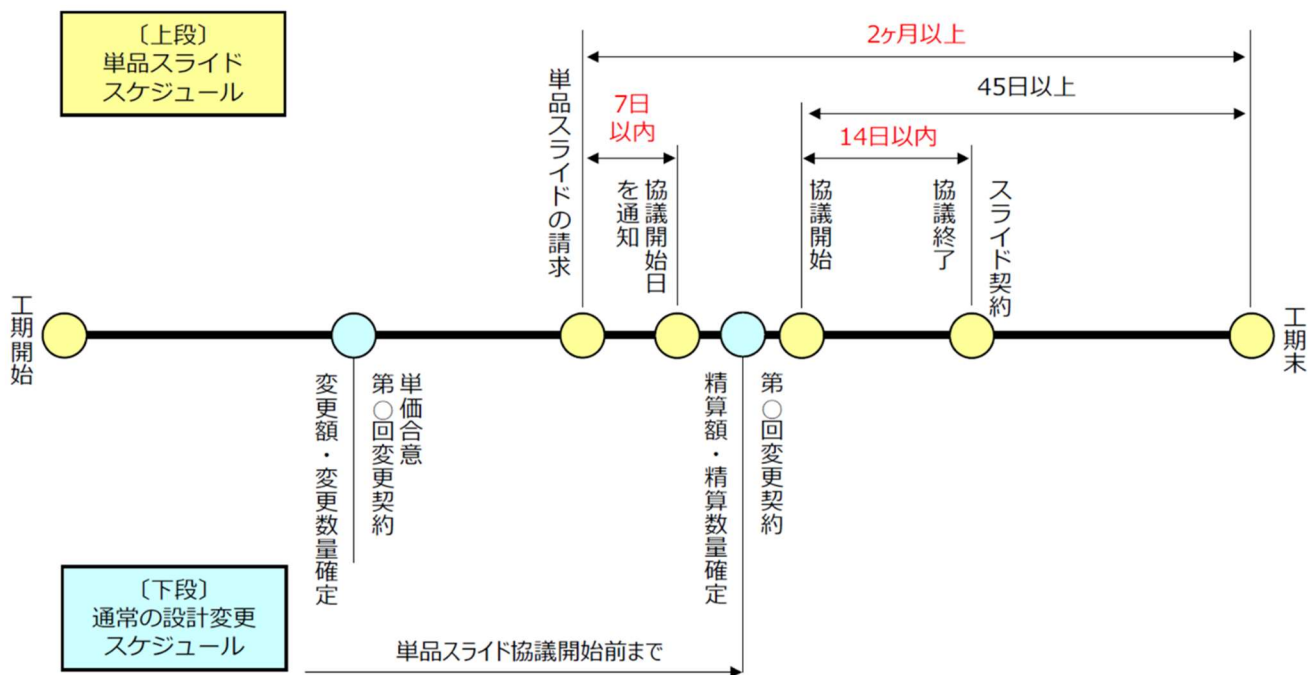 〔上段〕
単品スライド
スケジュール
2ヶ月以上
45日以上
7日
以内
14日以内
単品スライドの請求
協議開始日
を通知
協議開始
協議終了
スライド契約
工期開始
工期末
単価合意
第○回変更契約
変更額・変更数量確定
第○回変更契約
精算額・精算数量確定
〔下段〕
通常の設計変更
スケジュール
単品スライド協議開始前まで